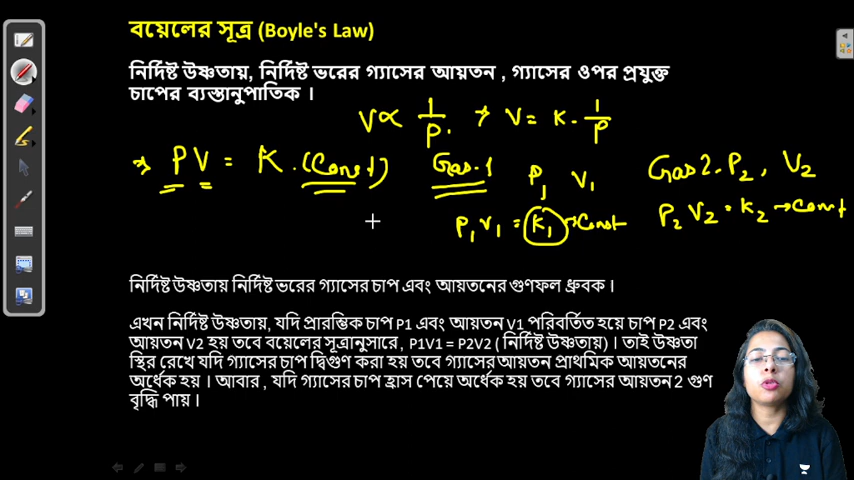 বয়েলের সূত্র (Boyle's Law)
নির্দিষ্ট উষ্ণতায়, নির্দিষ্ট ভরের গ্যাসের আয়তন , গ্যাসের ওপর প্রযুক্ত
চাপের ব্যস্তানুপাতিক ।
V ∝ 1/P. ⇒ V = K · 1/P
⇒ PV = K · (Const) Gas-1 P₁ V₁ Gas 2. P₂, V₂
P₁V₁ = K₁ → Const P₂V₂ = K₂ → Const
নির্দিষ্ট উষ্ণতায় নির্দিষ্ট ভরের গ্যাসের চাপ এবং আয়তনের গুণফল ধ্রুবক ।
এখন নির্দিষ্ট উষ্ণতায়, যদি প্রারম্ভিক চাপ P1 এবং আয়তন V1 পরিবর্তিত হয়ে চাপ P2 এবং
আয়তন V2 হয় তবে বয়েলের সূত্রানুসারে, P1V1 = P2V2 ( নির্দিষ্ট উষ্ণতায়) । তাই উষ্ণতা
স্থির রেখে যদি গ্যাসের চাপ দ্বিগুণ করা হয় তবে গ্যাসের আয়তন প্রাথমিক আয়তনের
অর্ধেক হয় । আবার , যদি গ্যাসের চাপ হ্রাস পেয়ে অর্ধেক হয় তবে গ্যাসের আয়তন 2 গুণ
বৃদ্ধি পায় ।